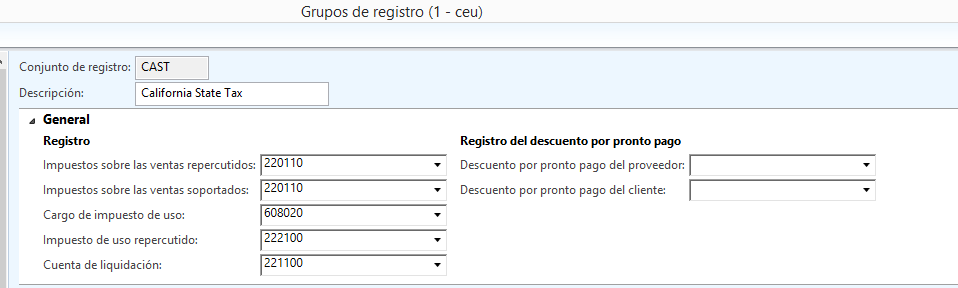 Grupos de registro (1 - ceu)
Conjunto de registro: CAST
Descripción: California State Tax
General
Registro Registro del descuento por pronto pago
Impuestos sobre las ventas repercutidos: 220110 Descuento por pronto pago del proveedor:
Impuestos sobre las ventas soportados: 220110 Descuento por pronto pago del cliente:
Cargo de impuesto de uso: 608020
Impuesto de uso repercutido: 222100
Cuenta de liquidación: 221100